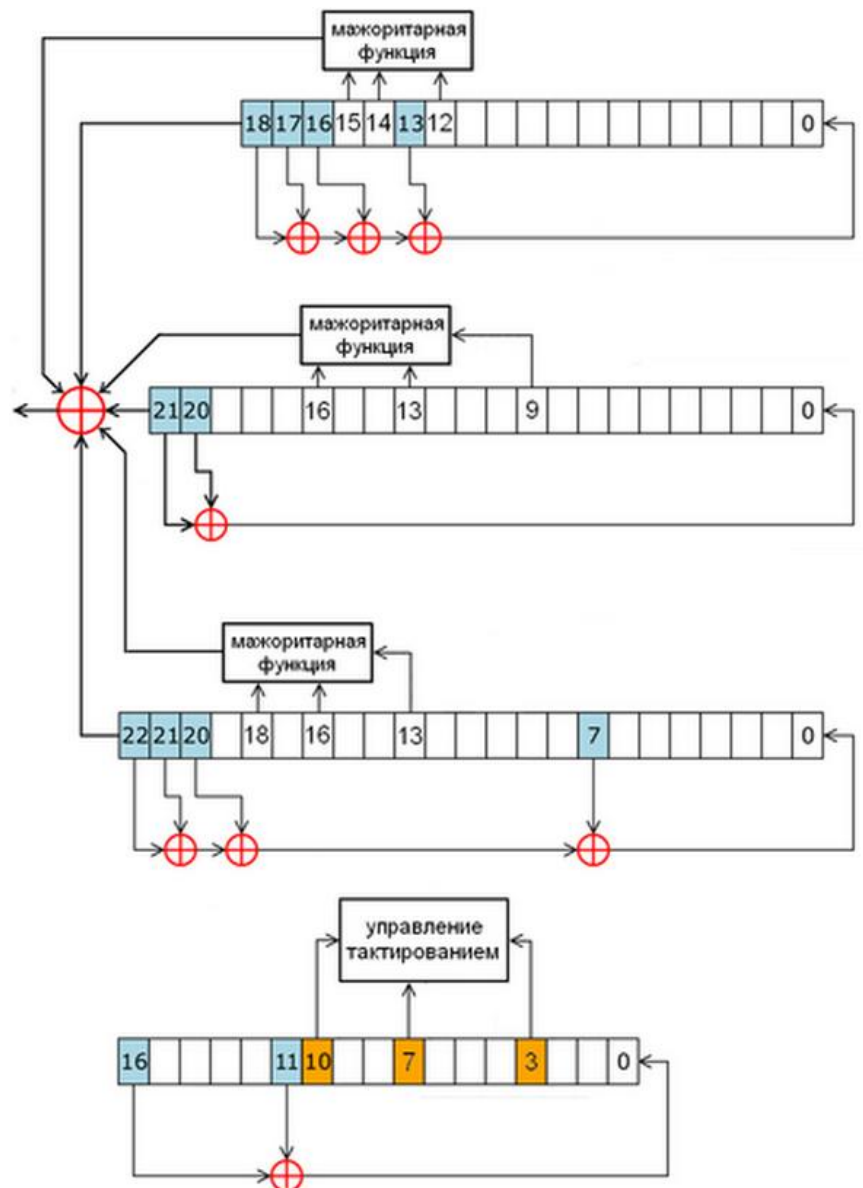 мажоритарная
функция
18 17 16 15 14 13 12 0
мажоритарная
функция
21 20 16 13 9 0
мажоритарная
функция
22 21 20 18 16 13 7 0
управление
тактированием
16 11 10 7 3 0